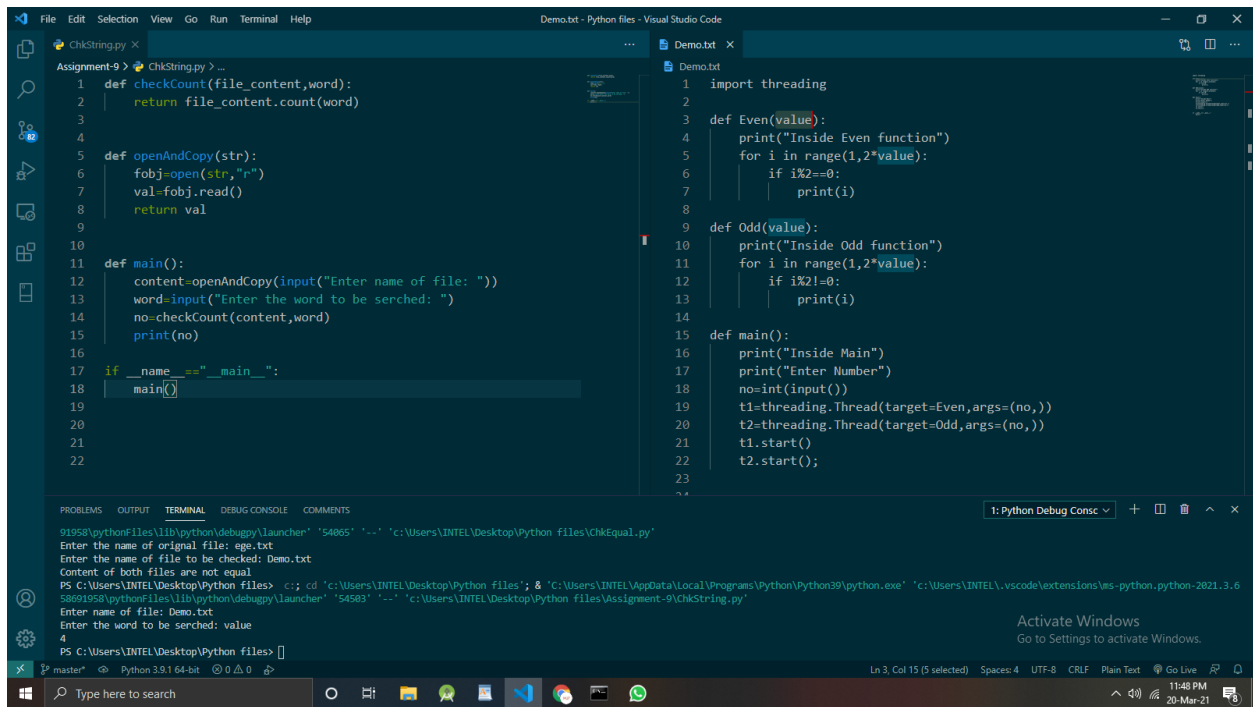 File Edit Selection View Go Run Terminal Help
Demo.txt - Python files - Visual Studio Code
ChkString.py
Assignment-9 > ChkString.py > ...
1 def checkCount(file_content,word):
2 return file_content.count(word)
3
4
5 def openAndCopy(str):
6 fobj=open(str,"r")
7 val=fobj.read()
8 return val
9
10
11 def main():
12 content=openAndCopy(input("Enter name of file: "))
13 word=input("Enter the word to be serched: ")
14 no=checkCount(content,word)
15 print(no)
16
17 if __name__=="__main__":
18 main()
19
20
21
22
Demo.txt
Demo.txt
1 import threading
2
3 def Even(value):
4 print("Inside Even function")
5 for i in range(1,2*value):
6 if i%2==0:
7 print(i)
8
9 def Odd(value):
10 print("Inside Odd function")
11 for i in range(1,2*value):
12 if i%2!=0:
13 print(i)
14
15 def main():
16 print("Inside Main")
17 print("Enter Number")
18 no=int(input())
19 t1=threading.Thread(target=Even,args=(no,))
20 t2=threading.Thread(target=Odd,args=(no,))
21 t1.start()
22 t2.start();
23
24
82
PROBLEMS OUTPUT TERMINAL DEBUG CONSOLE COMMENTS
1: Python Debug Consc
91958\pythonFiles\lib\python\debugpy\launcher' '54065' '--' 'c:\Users\INTEL\Desktop\Python files\ChkEqual.py'
Enter the name of orignal file: ege.txt
Enter the name of file to be checked: Demo.txt
Content of both files are not equal
PS C:\Users\INTEL\Desktop\Python files> c:; cd 'c:\Users\INTEL\Desktop\Python files'; & 'C:\Users\INTEL\AppData\Local\Programs\Python\Python39\python.exe' 'c:\Users\INTEL\.vscode\extensions\ms-python.python-2021.3.6
58691958\pythonFiles\lib\python\debugpy\launcher' '54503' '--' 'c:\Users\INTEL\Desktop\Python files\Assignment-9\ChkString.py'
Enter name of file: Demo.txt
Enter the word to be serched: value
4
PS C:\Users\INTEL\Desktop\Python files>
Activate Windows
Go to Settings to activate Windows.
master* Python 3.9.1 64-bit 0 0
Ln 3, Col 15 (5 selected) Spaces: 4 UTF-8 CRLF Plain Text Go Live
Type here to search
11:48 PM
20-Mar-21
8